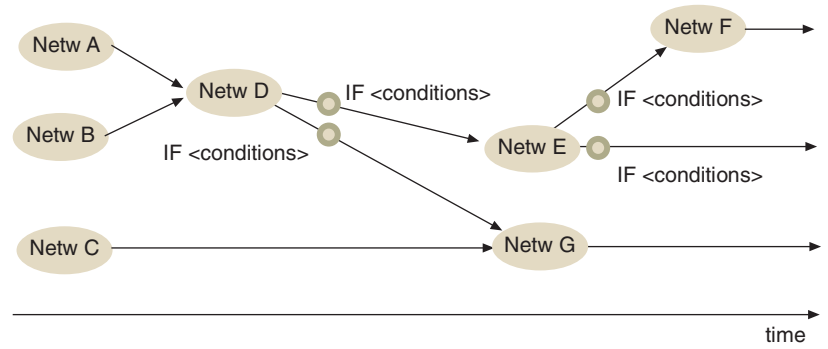 Netw A
Netw F
Netw D
IF <conditions>
IF <conditions>
Netw B
IF <conditions>
Netw E
IF <conditions>
Netw C
Netw G
time